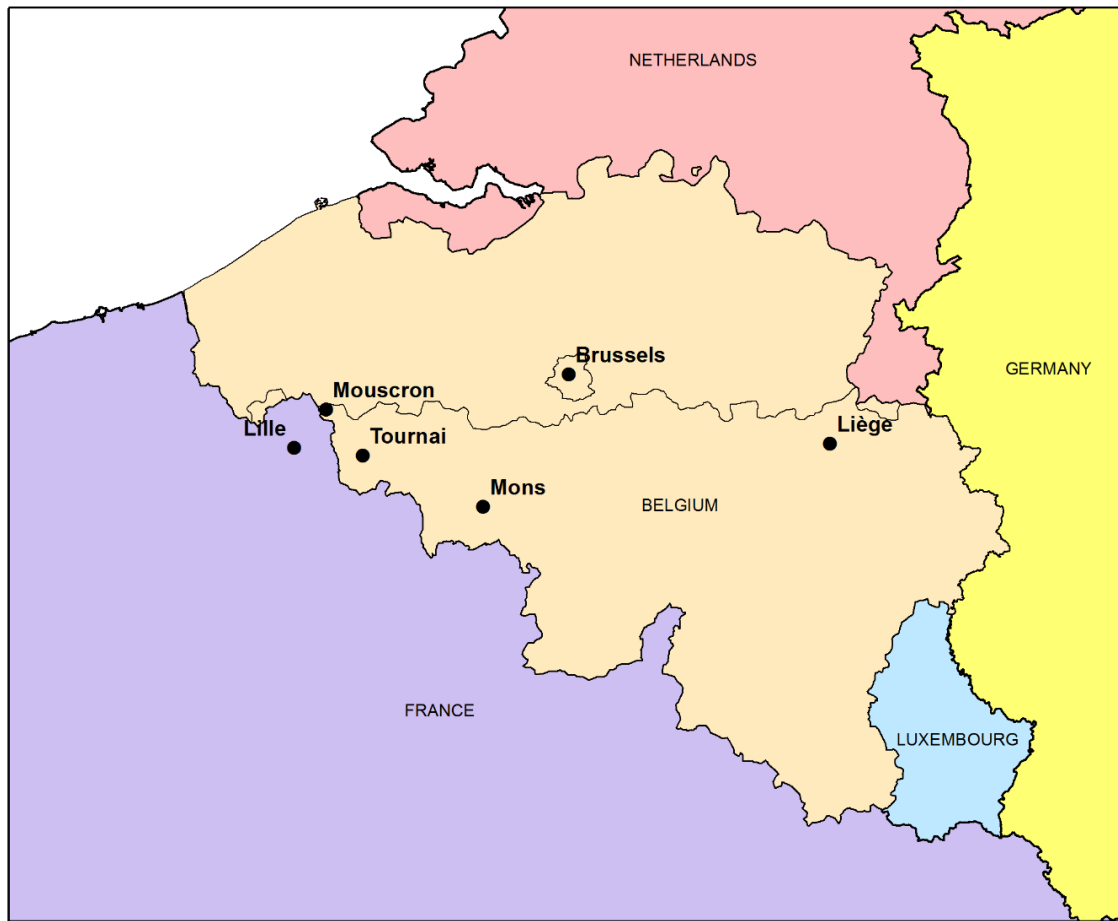 NETHERLANDS
Brussels
GERMANY
Mouscron
Lille
Tournai
Liège
Mons
BELGIUM
FRANCE
LUXEMBOURG